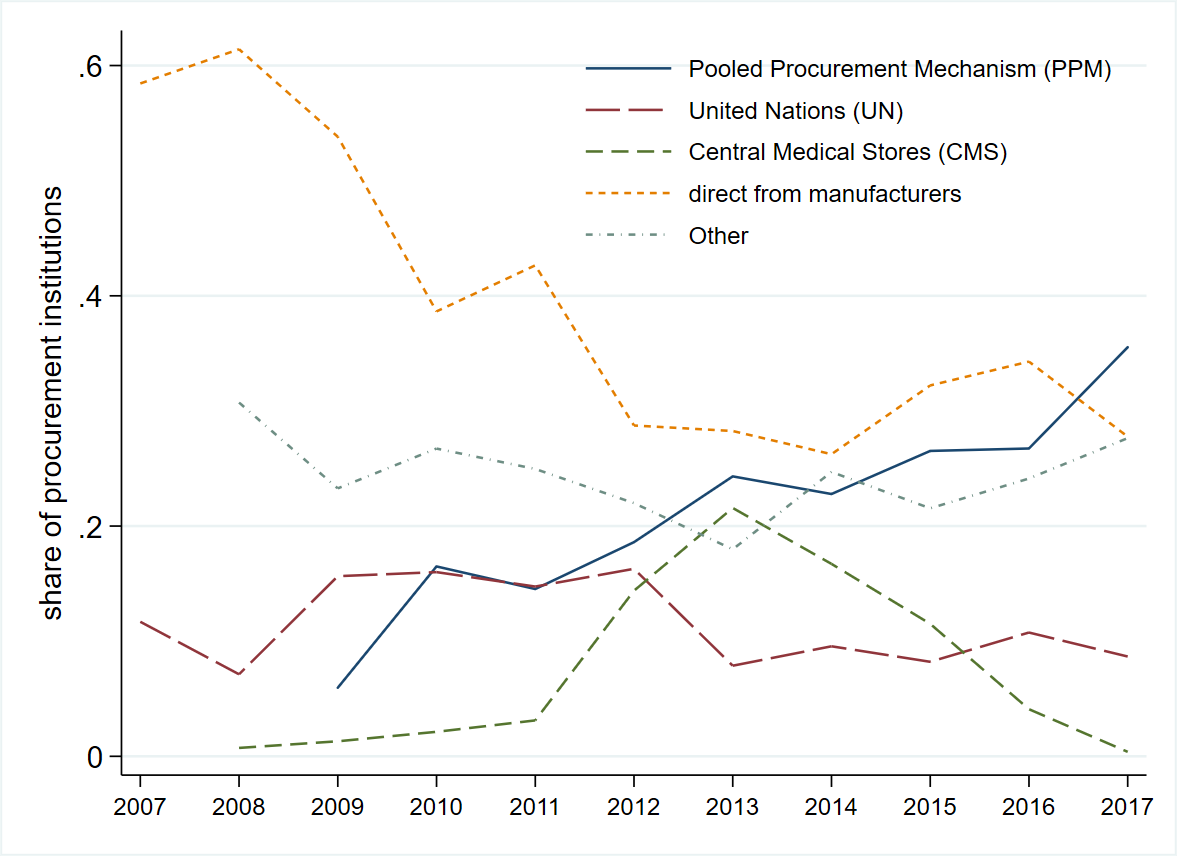 .6
.4
.2
0
share of procurement institutions
Pooled Procurement Mechanism (PPM)
United Nations (UN)
Central Medical Stores (CMS)
direct from manufacturers
Other
2007 2008 2009 2010 2011 2012 2013 2014 2015 2016 2017